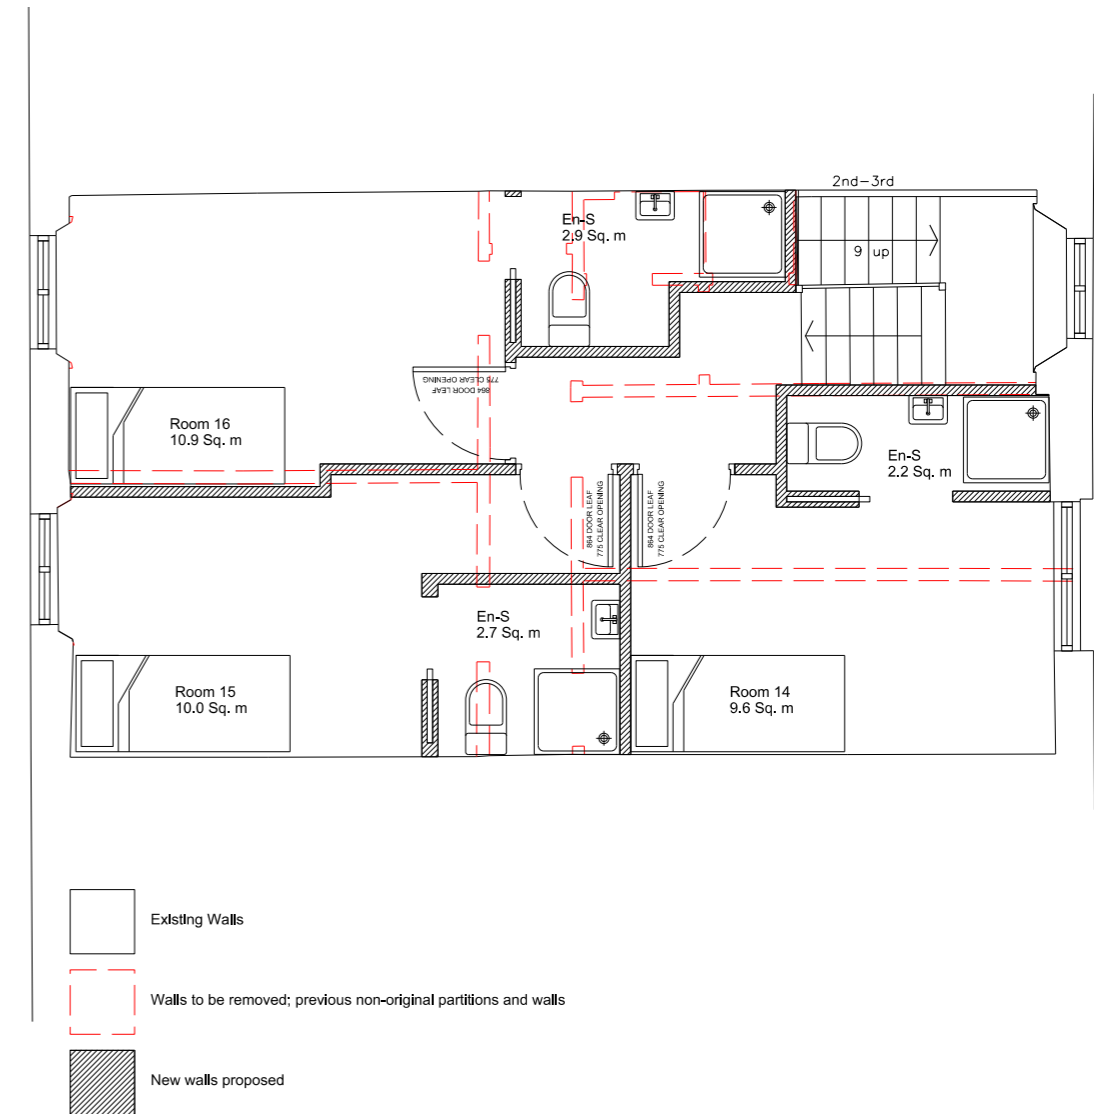 2nd-3rd
En-S
2.9 Sq. m
9 up
864 DOOR LEAF
775 CLEAR OPENING
Room 16
10.9 Sq. m
En-S
2.2 Sq. m
864 DOOR LEAF
775 CLEAR OPENING
864 DOOR LEAF
775 CLEAR OPENING
En-S
2.7 Sq. m
Room 15
10.0 Sq. m
Room 14
9.6 Sq. m
Existing Walls
Walls to be removed; previous non-original partitions and walls
New walls proposed